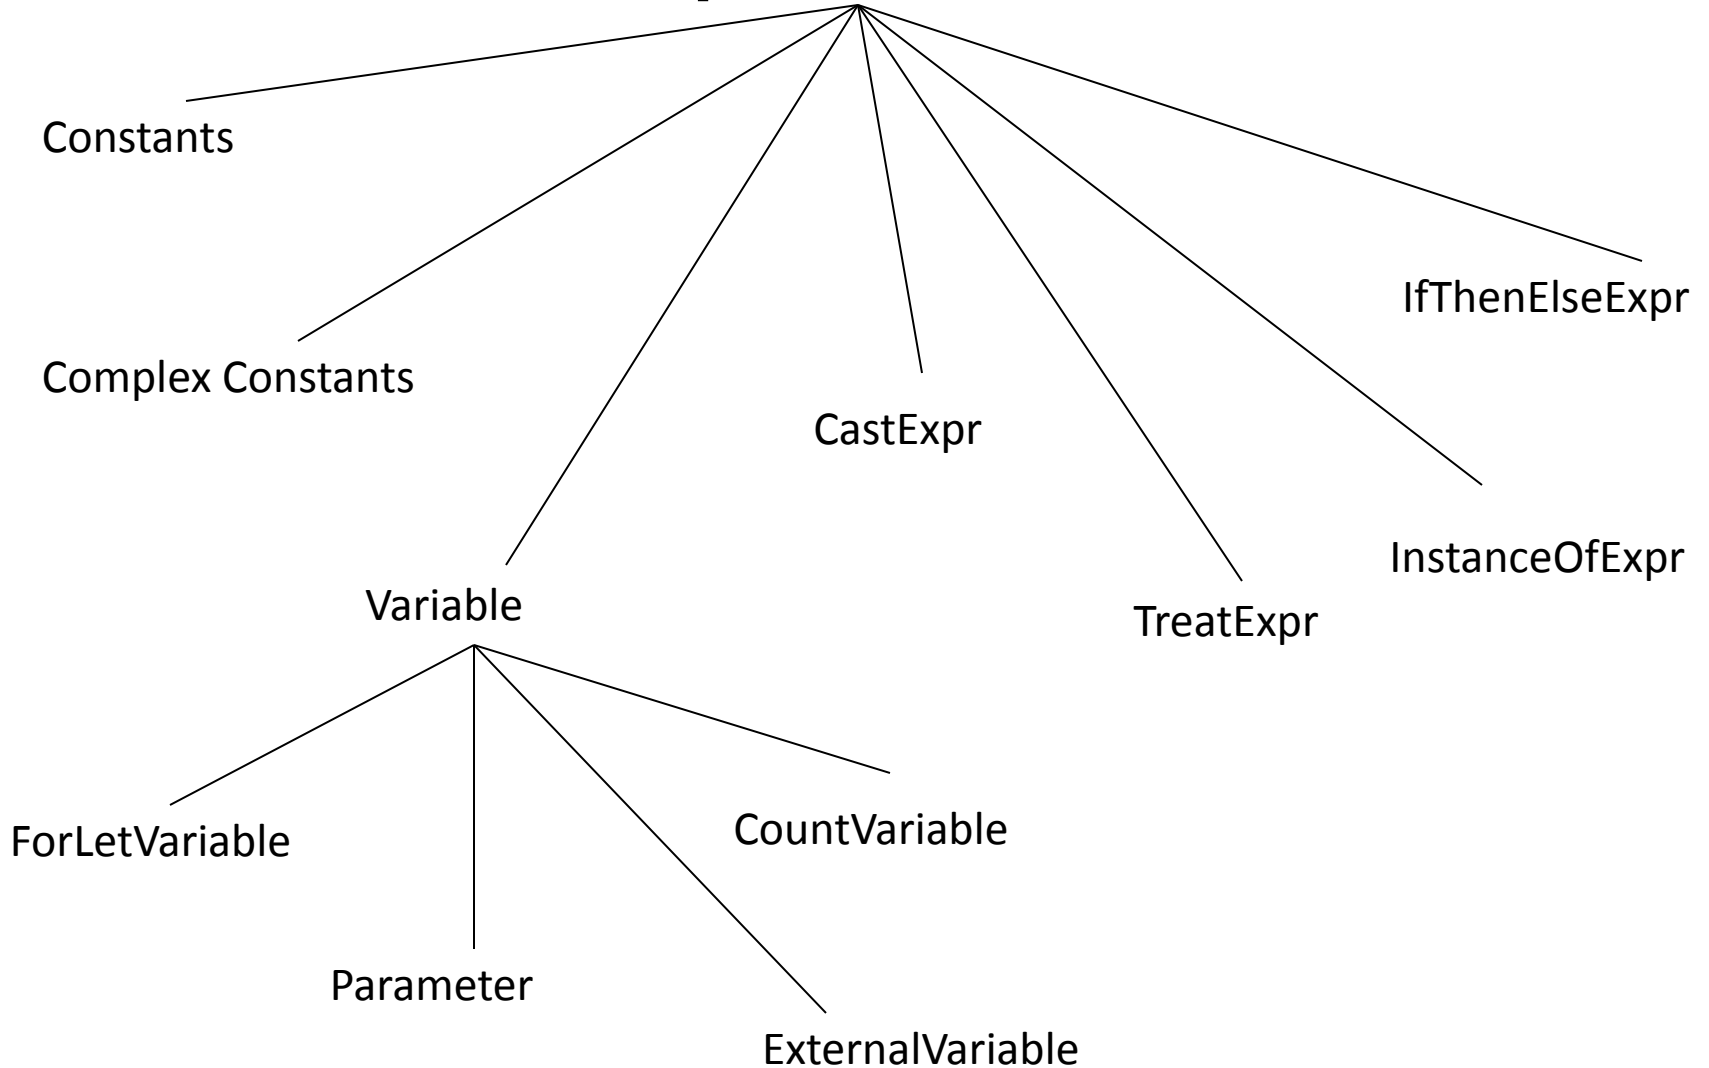 Constants
IfThenElseExpr
Complex Constants
CastExpr
InstanceOfExpr
Variable
TreatExpr
ForLetVariable
CountVariable
Parameter
ExternalVariable